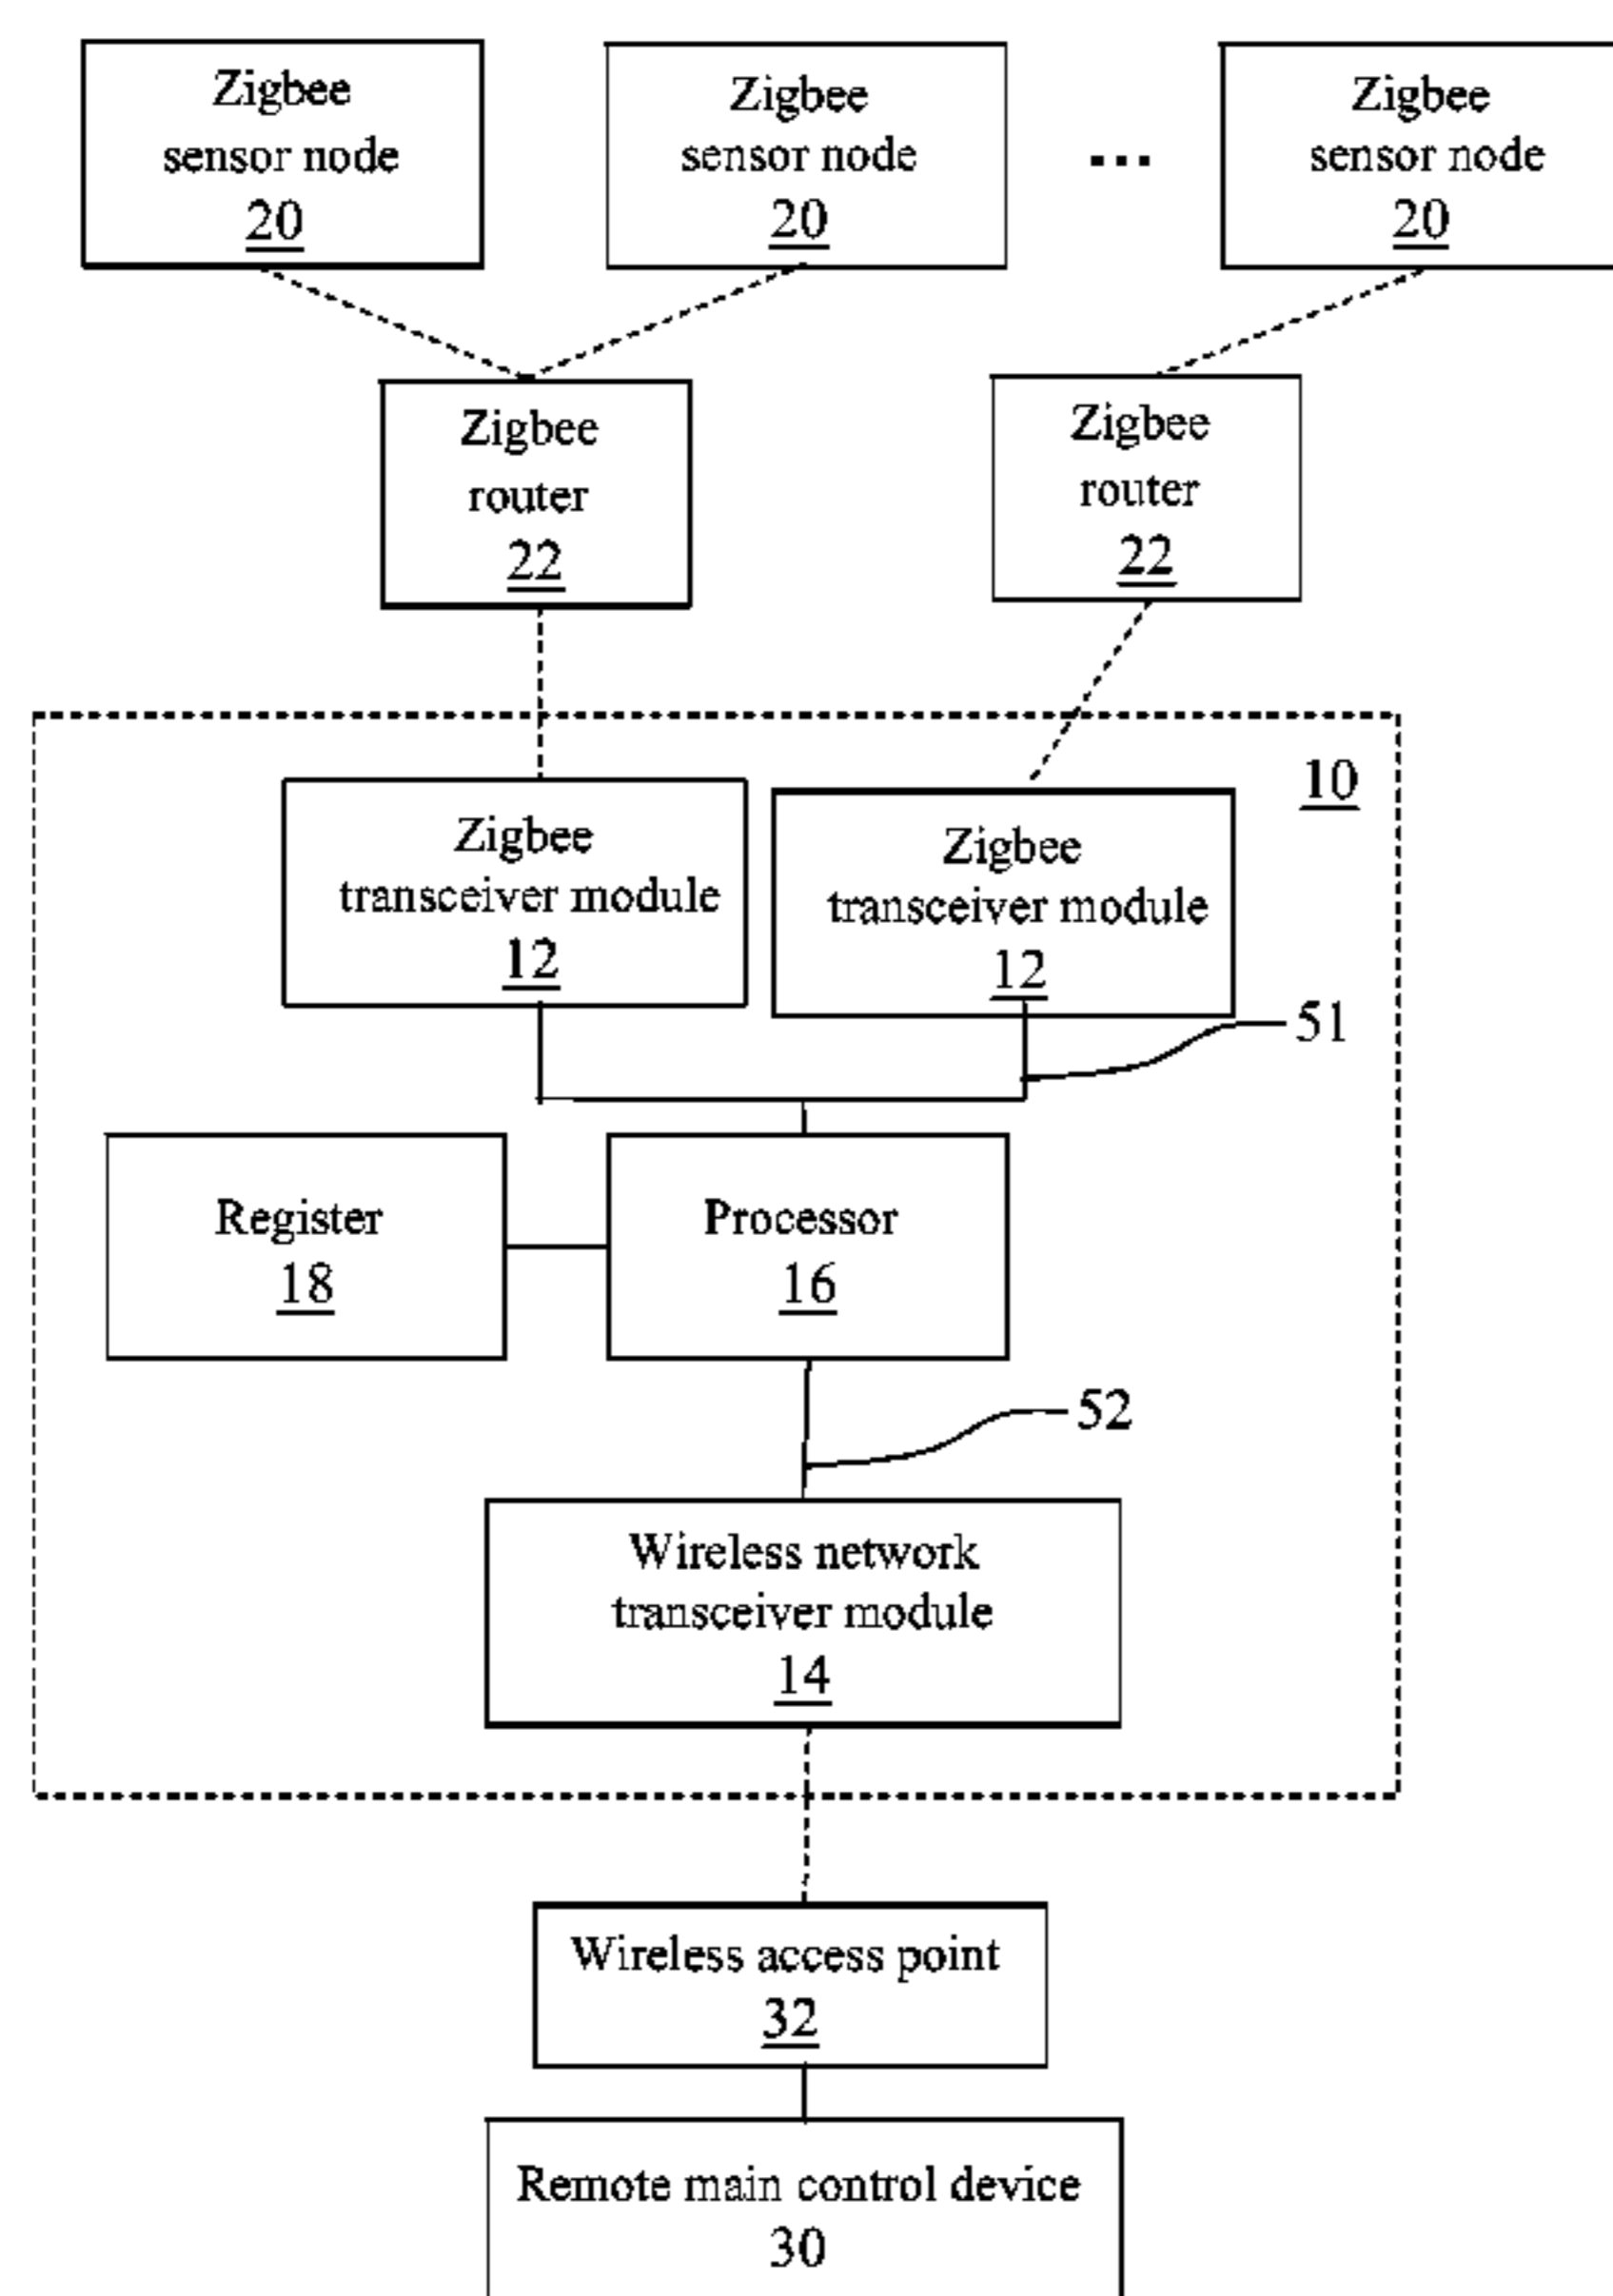 Zigbee
sensor node
20
Zigbee
sensor node
20
...
Zigbee
sensor node
20
Zigbee
router
22
Zigbee
router
22
10
Zigbee
transceiver module
12
Zigbee
transceiver module
12
51
Register
18
Processor
16
52
Wireless network
transceiver module
14
Wireless access point
32
Remote main control device
30